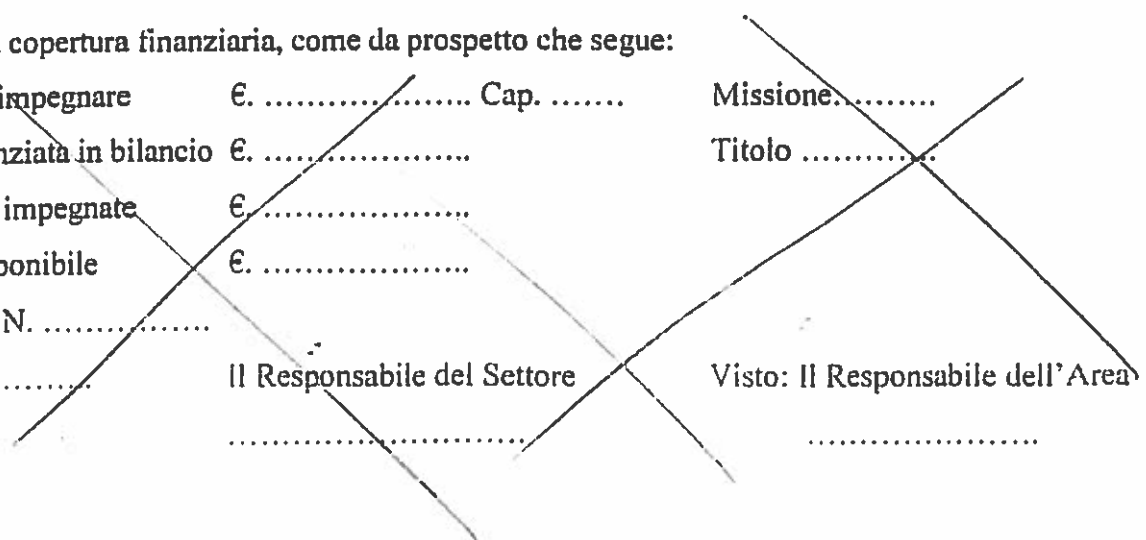 copertura finanziaria, come da prospetto che segue:
impegnare €. ..................... Cap. ....... Missione..........
nziata in bilancio €. ..................... Titolo .............
impegnate €. .....................
ponibile €. .....................
N. ................
.......... Il Responsabile del Settore Visto: Il Responsabile dell'Area
.............................. .......................